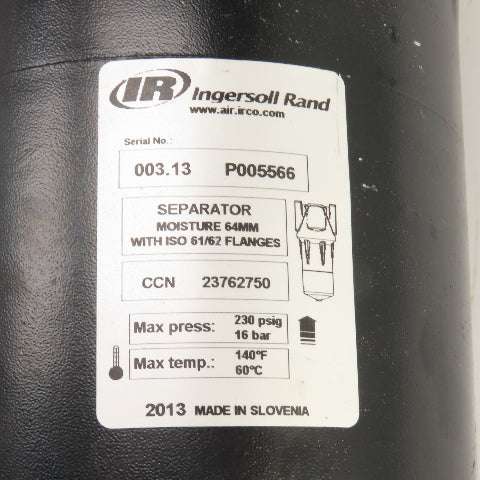 IR Ingersoll Rand
www.air.irco.com
Serial No.:
003.13 P005566
SEPARATOR
MOISTURE 64MM
WITH ISO 61/62 FLANGES
CCN 23762750
Max press: 230 psig
16 bar
Max temp.: 140°F
60°C
2013 MADE IN SLOVENIA